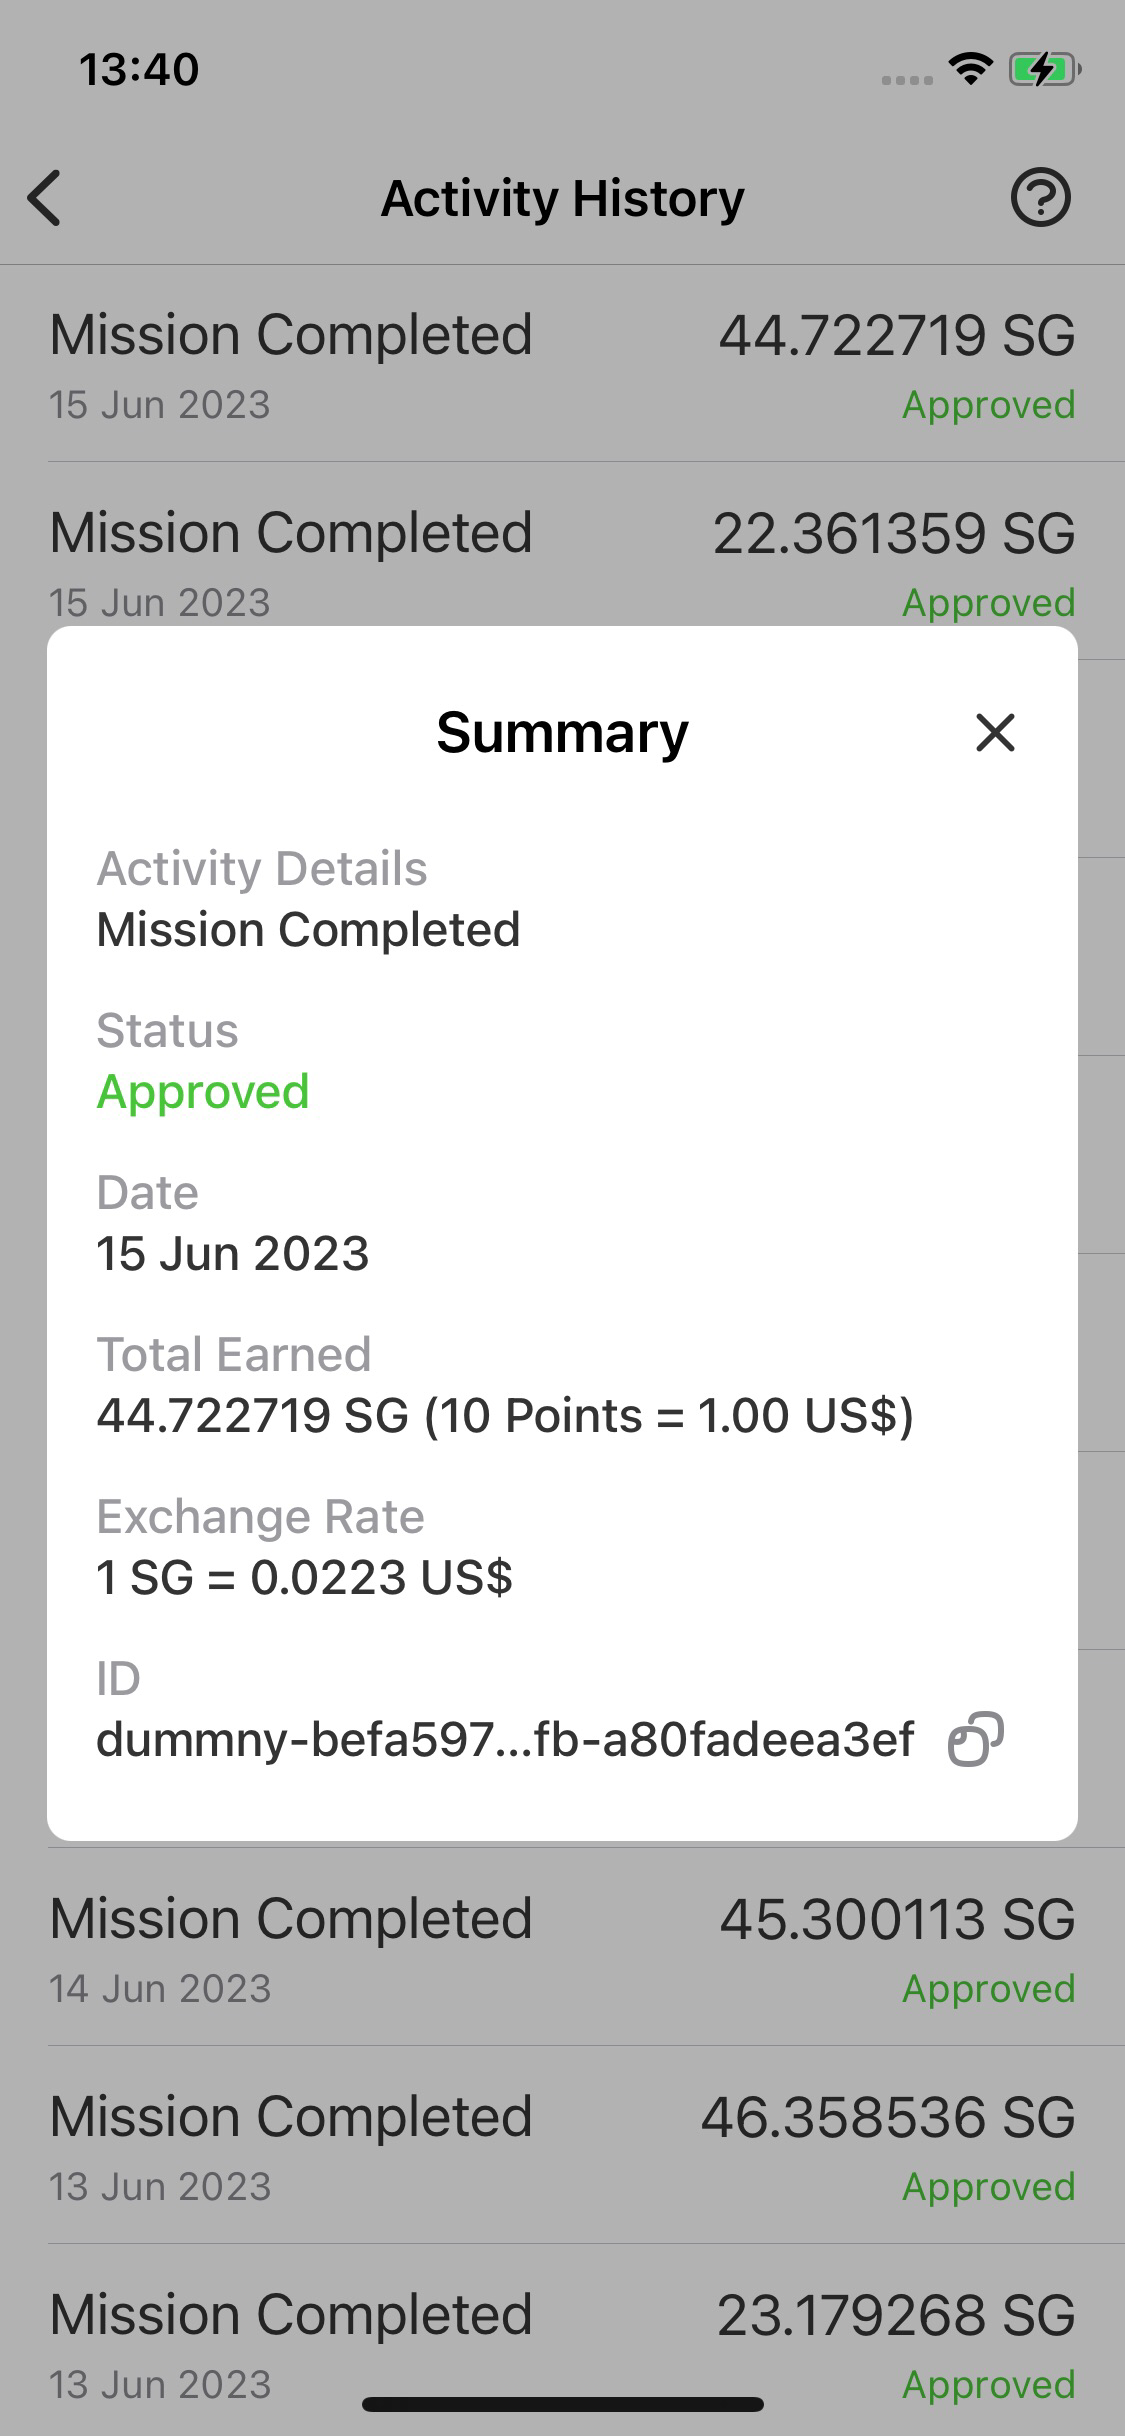 13:40
Activity History
Mission Completed 44.722719 SG
15 Jun 2023 Approved
Mission Completed 22.361359 SG
15 Jun 2023 Approved
Summary
Activity Details
Mission Completed
Status
Approved
Date
15 Jun 2023
Total Earned
44.722719 SG (10 Points = 1.00 US$)
Exchange Rate
1 SG = 0.0223 US$
ID
dummny-befa597...fb-a80fadeea3ef
Mission Completed 45.300113 SG
14 Jun 2023 Approved
Mission Completed 46.358536 SG
13 Jun 2023 Approved
Mission Completed 23.179268 SG
13 Jun 2023 Approved